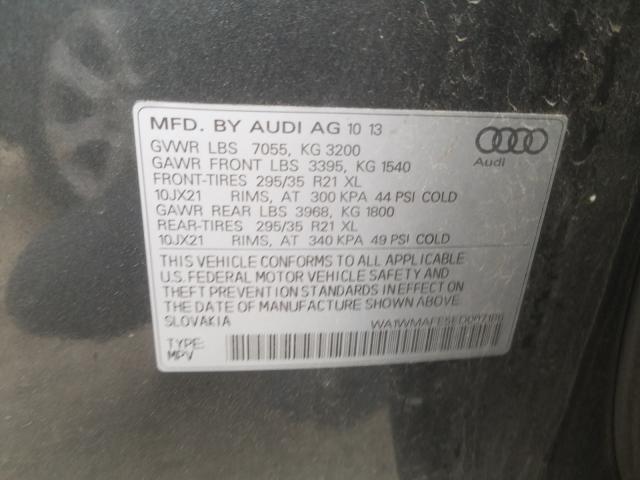 MFD. BY AUDI AG 10 13
GVWR LBS 7055, KG 3200
GAWR FRONT LBS 3395, KG 1540
FRONT-TIRES 295/35 R21 XL
10JX21 RIMS, AT 300 KPA 44 PSI COLD
GAWR REAR LBS 3968, KG 1800
REAR-TIRES 295/35 R21 XL
10JX21 RIMS, AT 340 KPA 49 PSI COLD
Audi
THIS VEHICLE CONFORMS TO ALL APPLICABLE
U.S. FEDERAL MOTOR VEHICLE SAFETY AND
THEFT PREVENTION STANDARDS IN EFFECT ON
THE DATE OF MANUFACTURE SHOWN ABOVE.
SLOVAKIA
TYPE:
MPV